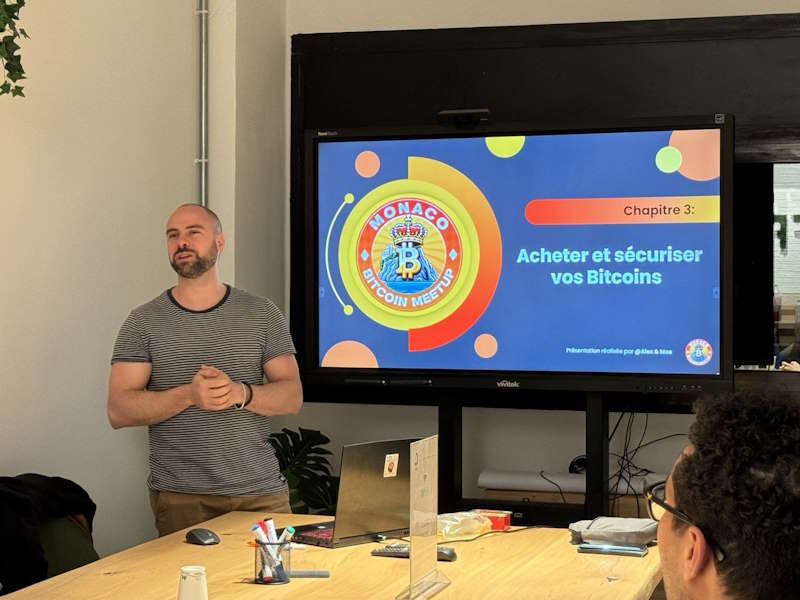 MONACO
BITCOIN MEETUP
Chapitre 3:
Acheter et sécuriser
vos Bitcoins
Présentation réalisée par @Alex & Max
vivitek